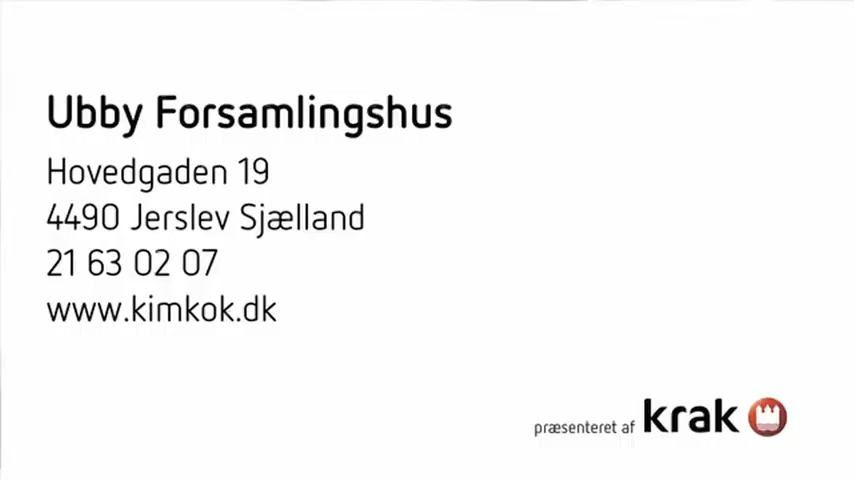 Ubby Forsamlingshus
Hovedgaden 19
4490 Jerslev Sjælland
21 63 02 07
www.kimkok.dk
præsenteret af krak